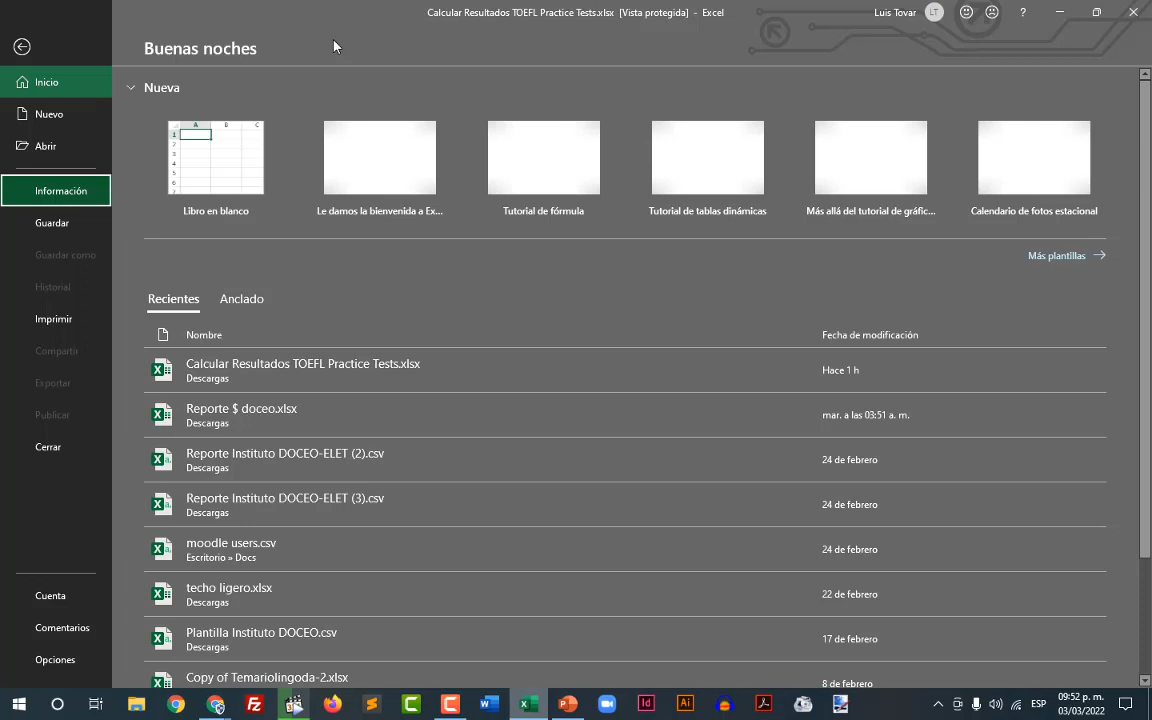 Calcular Resultados TOEFL Practice Tests.xlsx [Vista protegida] - Excel
Luis Tovar LT ?
Buenas noches
Inicio
Nuevo
Abrir
Información
Guardar
Guardar como
Historial
Imprimir
Compartir
Exportar
Publicar
Cerrar
Cuenta
Comentarios
Opciones
Nueva
A B C
1
2
3
4
5
6
7
Libro en blanco
Le damos la bienvenida a Ex...
Tutorial de fórmula
Tutorial de tablas dinámicas
Más allá del tutorial de gráfic...
Calendario de fotos estacional
Más plantillas
Recientes Anclado
Nombre Fecha de modificación
Calcular Resultados TOEFL Practice Tests.xlsx
Descargas
Hace 1 h
Reporte $ doceo.xlsx
Descargas
mar. a las 03:51 a. m.
Reporte Instituto DOCEO-ELET (2).csv
Descargas
24 de febrero
Reporte Instituto DOCEO-ELET (3).csv
Descargas
24 de febrero
moodle users.csv
Escritorio » Docs
24 de febrero
techo ligero.xlsx
Descargas
22 de febrero
Plantilla Instituto DOCEO.csv
Descargas
17 de febrero
Copy of Temariolingoda-2.xlsx
8 de febrero
ESP
09:52 p. m.
03/03/2022